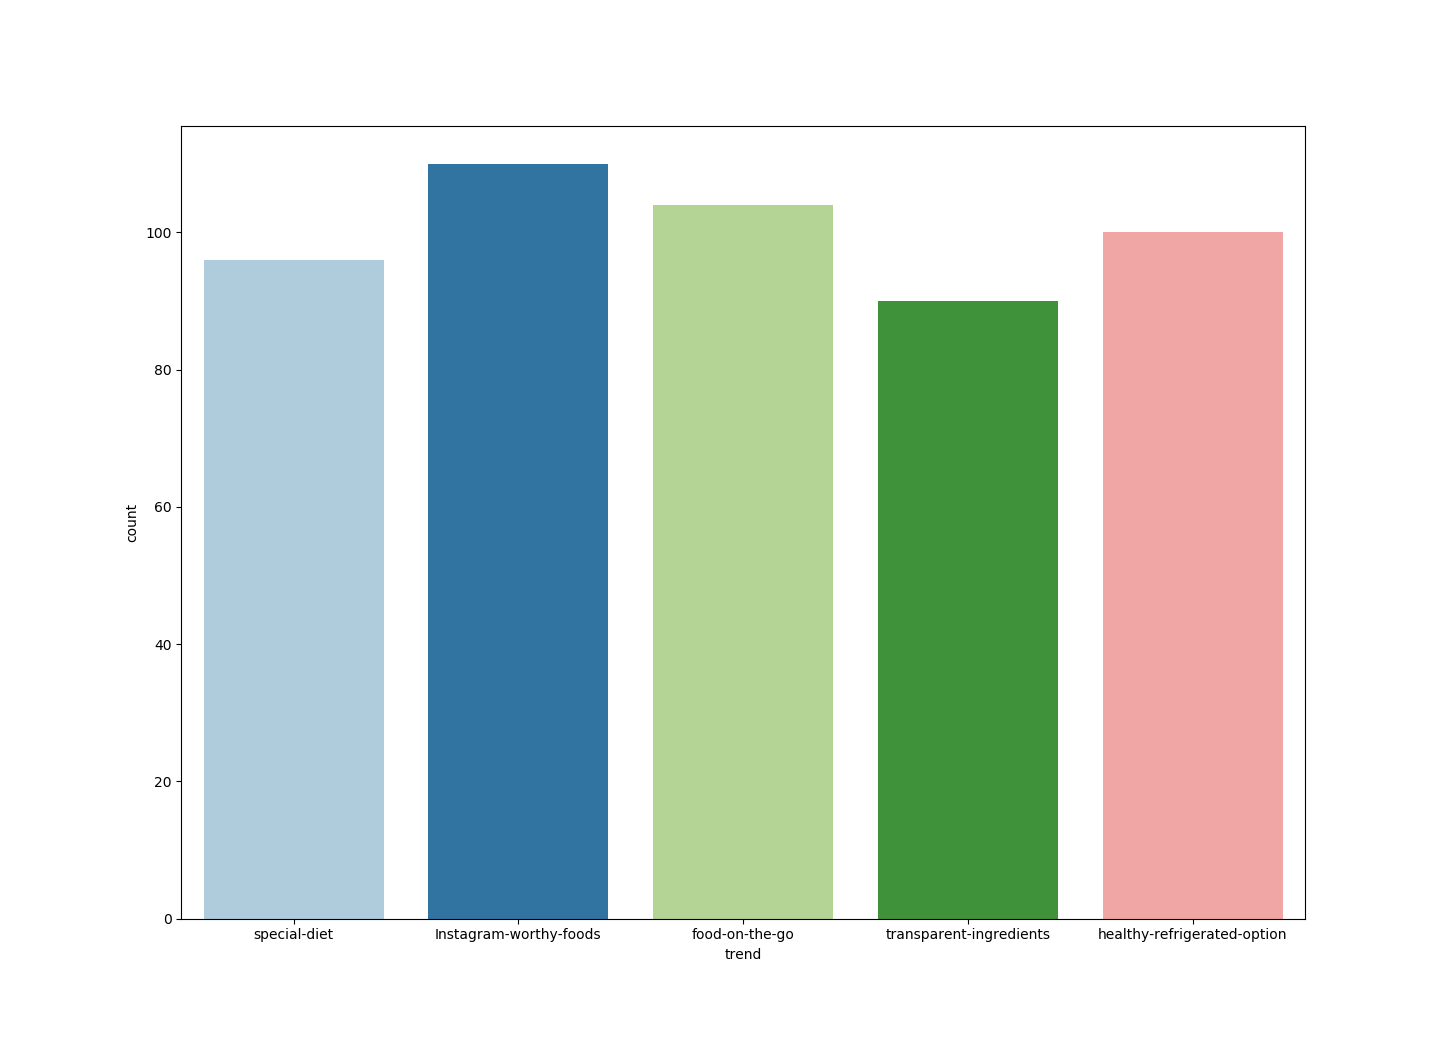 100
80
60
40
20
0
count
special-diet Instagram-worthy-foods food-on-the-go transparent-ingredients healthy-refrigerated-option
trend